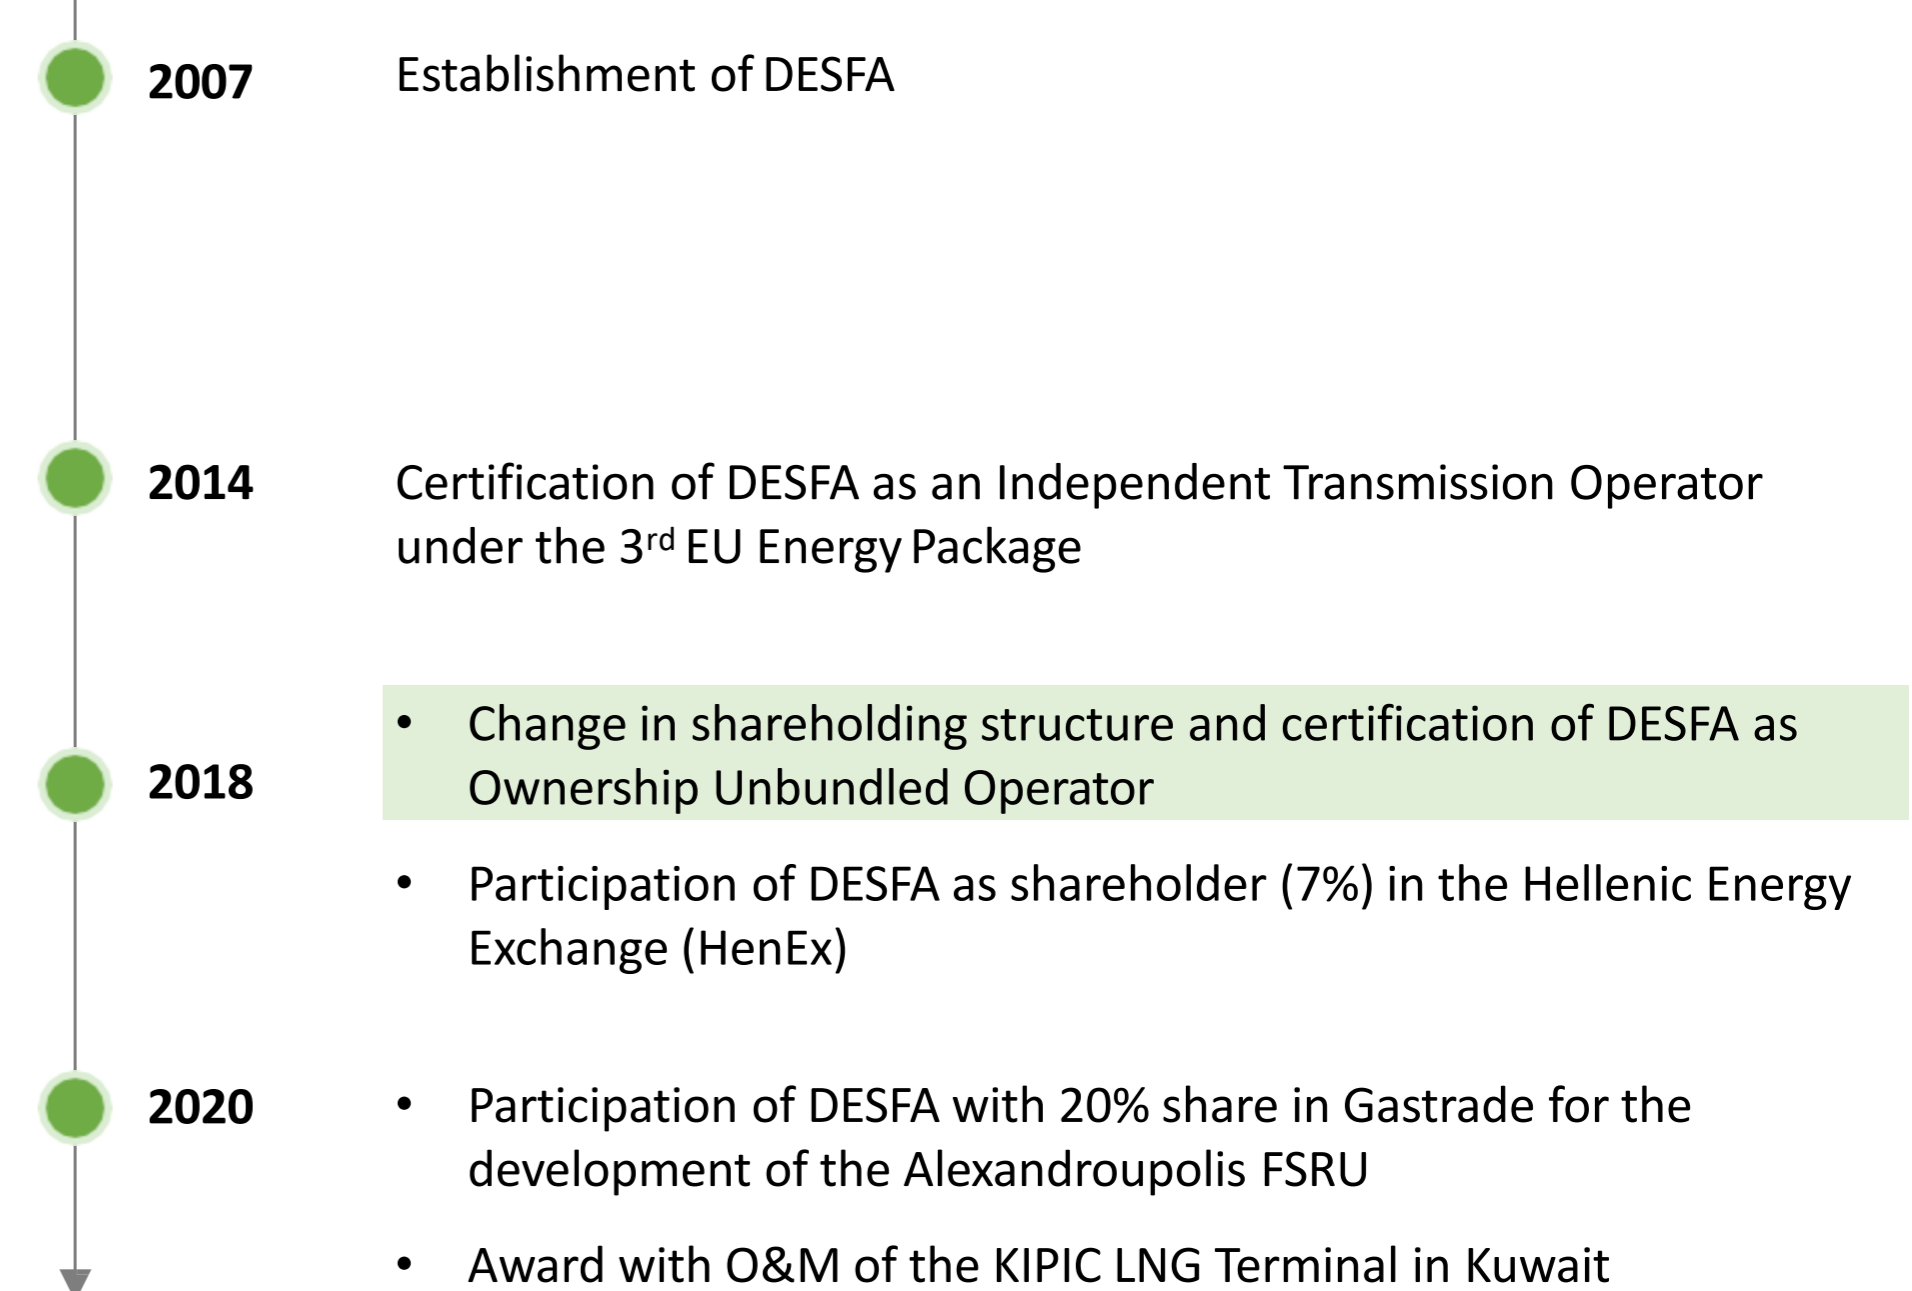 2007 Establishment of DESFA
2014 Certification of DESFA as an Independent Transmission Operator
under the 3rd EU Energy Package
2018
• Change in shareholding structure and certification of DESFA as
Ownership Unbundled Operator
• Participation of DESFA as shareholder (7%) in the Hellenic Energy
Exchange (HenEx)
2020 • Participation of DESFA with 20% share in Gastrade for the
development of the Alexandroupolis FSRU
• Award with O&M of the KIPIC LNG Terminal in Kuwait